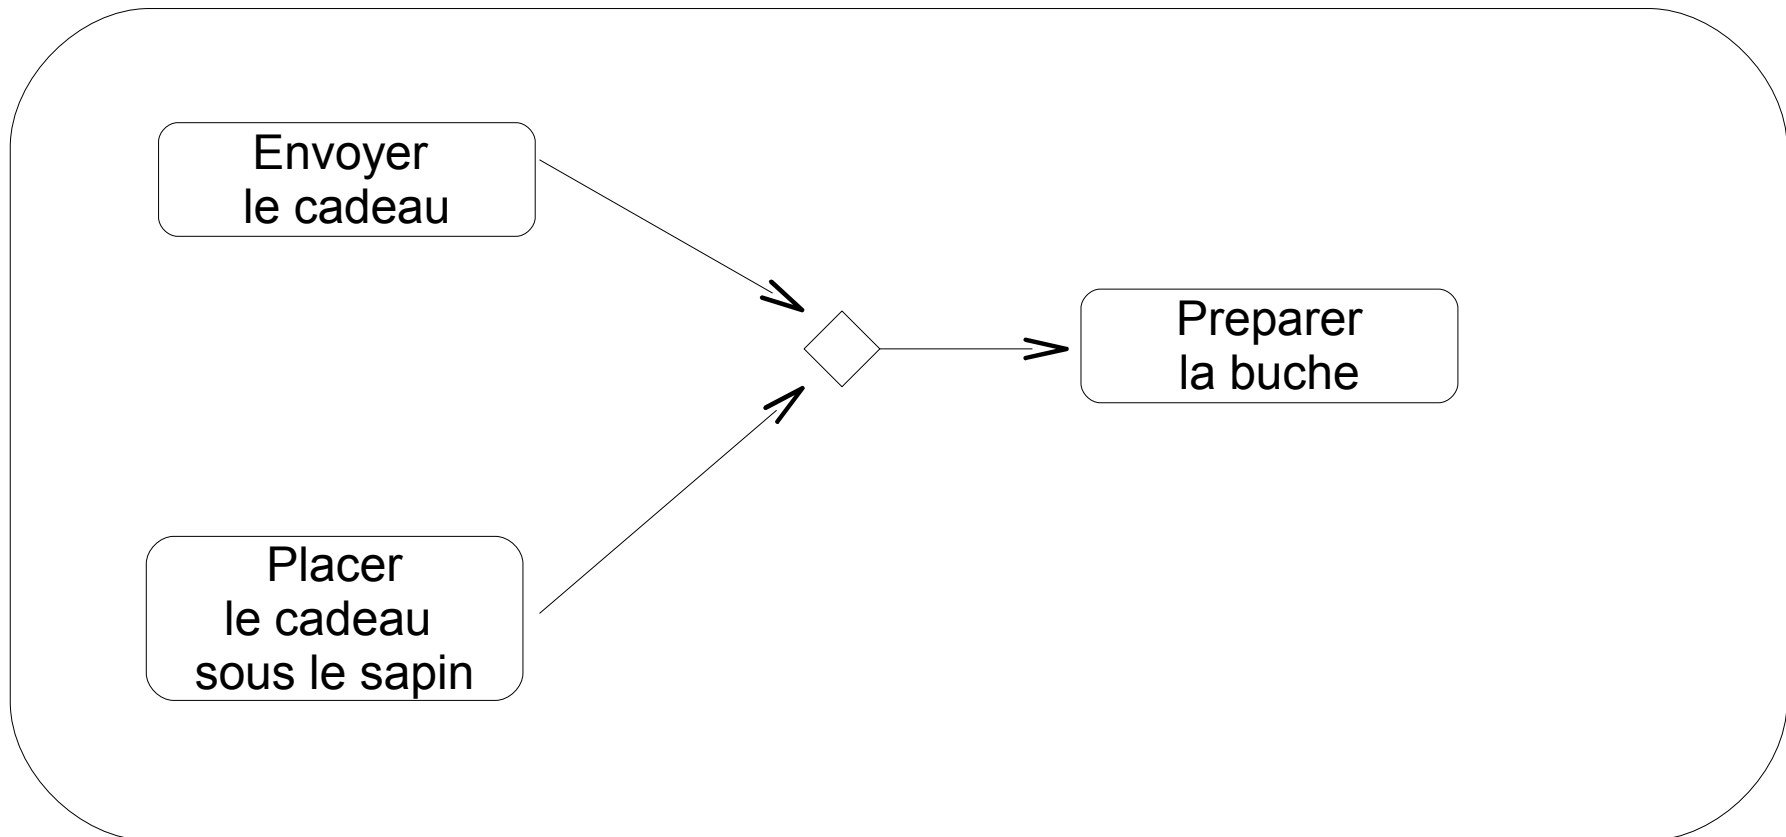 Envoyer
le cadeau
Preparer
la buche
Placer
le cadeau
sous le sapin